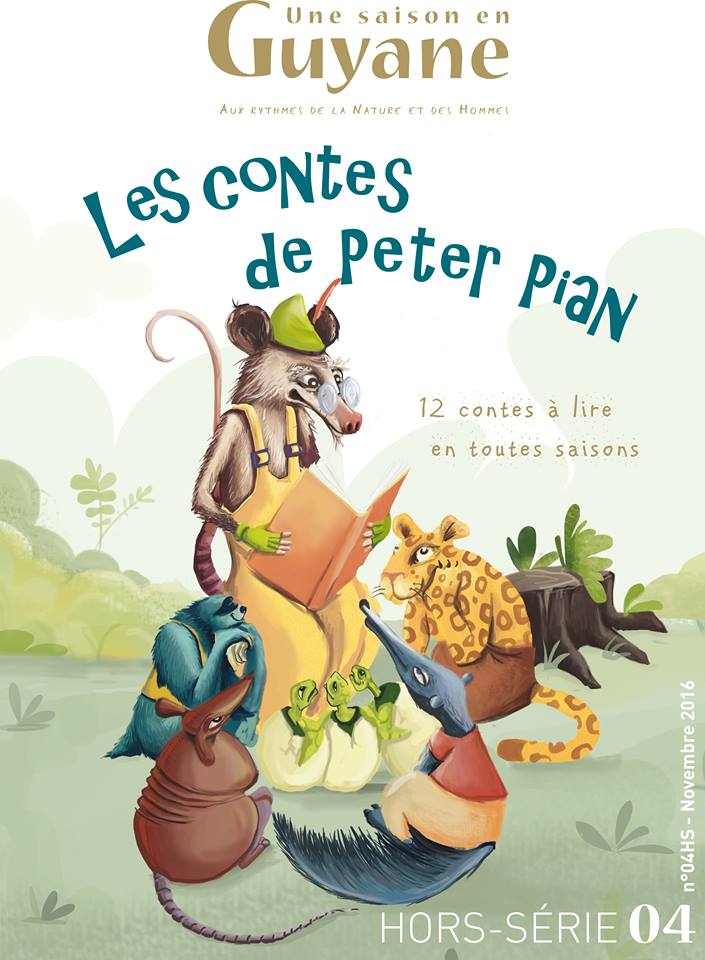 Une saison en
Guyane
Aux rythmes de la Nature et des Hommes
Les contes
de Peter Pian
12 contes à lire
en toutes saisons
n°04HS - Novembre 2016
HORS-SÉRIE 04